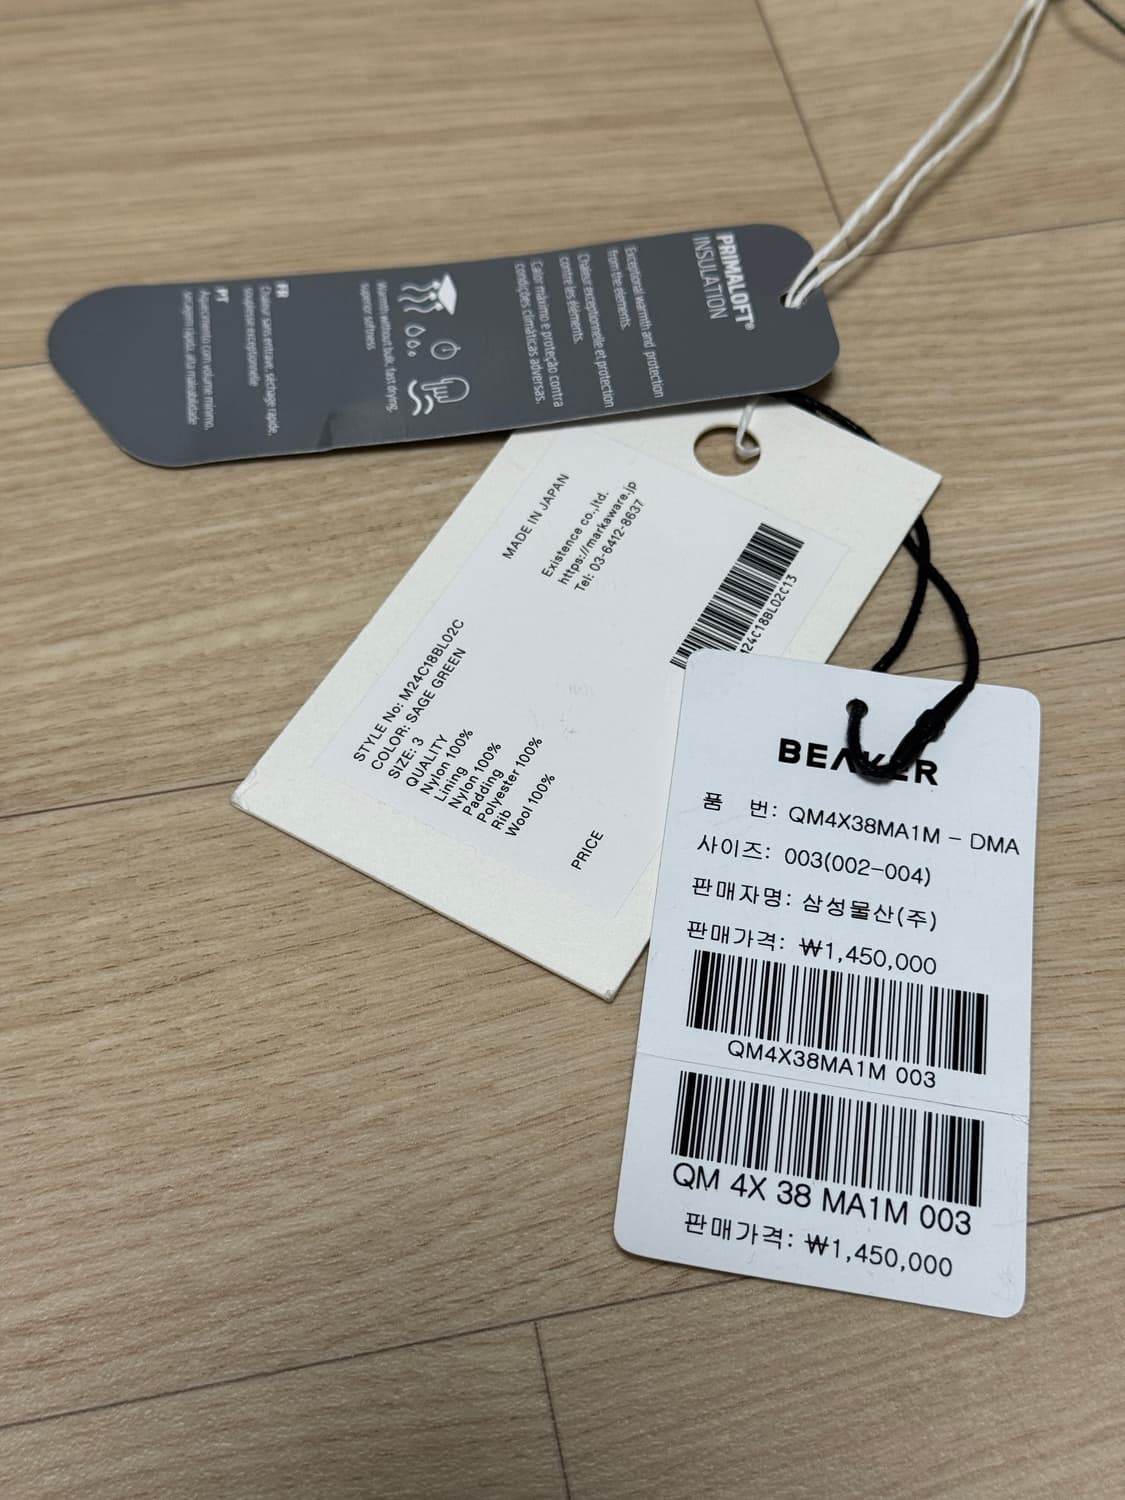 PRIMALOFT®
INSULATION
Exceptional warmth and protection
from the elements.
Chaleur exceptionnelle et protection
contre les éléments.
Calor máximo e proteção contra
condições climáticas adversas.
Warmth without bulk, fast drying,
superior softness
FR
Chaleur sans entrave, séchage rapide,
souplesse exceptionnelle
PT
Aquecimento com volume mínimo,
secagem rápida, alta maleabilidade
MADE IN JAPAN
Existence co.,ltd.
https://markaware.jp
Tel: 03-6412-8637
M24C18BL02C13
STYLE No: M24C18BL02C
COLOR: SAGE GREEN
SIZE: 3
QUALITY
Nylon 100%
Lining
Nylon 100%
Padding
Polyester 100%
Rib
Wool 100%
PRICE
BEAKER
품 번: QM4X38MA1M - DMA
사이즈: 003(002-004)
판매자명: 삼성물산(주)
판매가격: ₩1,450,000
QM4X38MA1M 003
QM 4X 38 MA1M 003
판매가격: ₩1,450,000